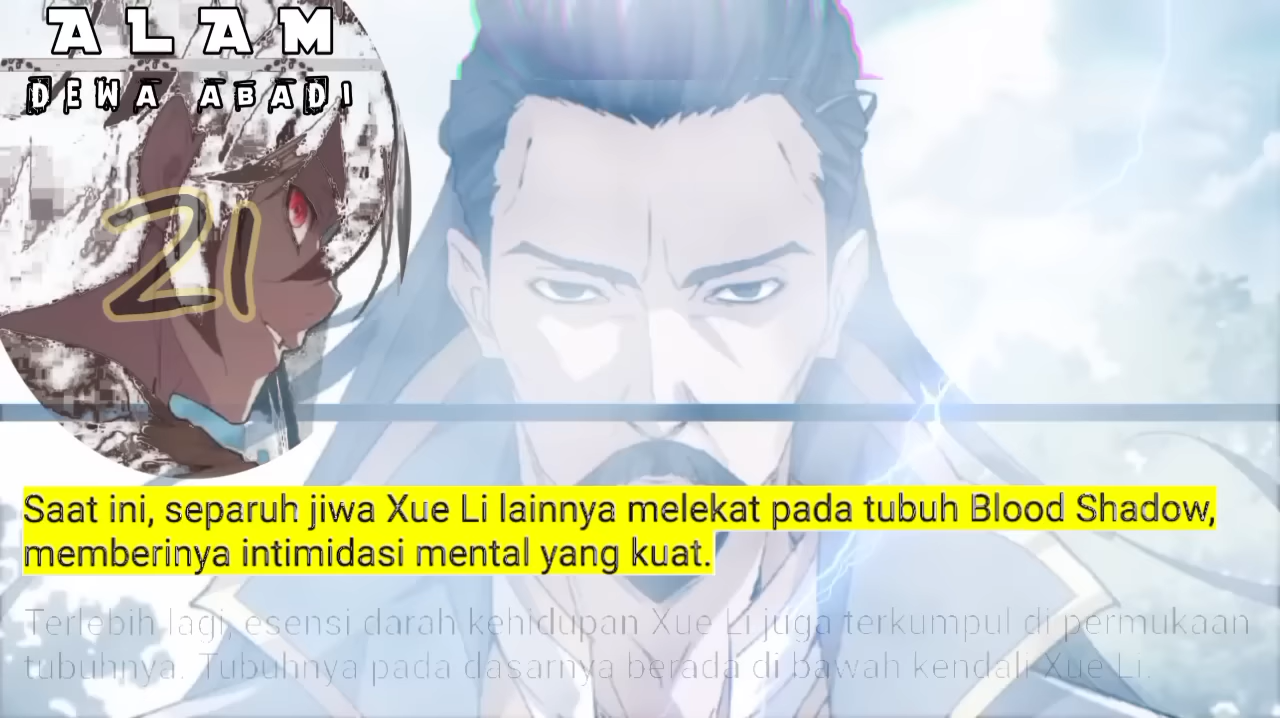 ALAM
DEWA ABADI
21
Saat ini, separuh jiwa Xue Li lainnya melekat pada tubuh Blood Shadow,
memberinya intimidasi mental yang kuat.
Terlebih lagi, esensi darah kehidupan Xue Li juga terkumpul di permukaan
tubuhnya. Tubuhnya pada dasarnya berada di bawah kendali Xue Li.